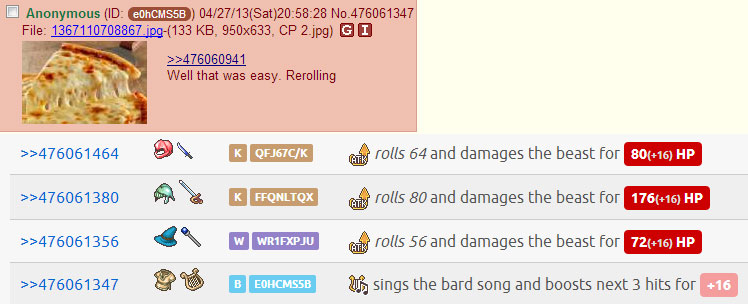 Anonymous (ID: e0hCMS5B) 04/27/13(Sat)20:58:28 No.476061347
File: 1367110708867.jpg-(133 KB, 950x633, CP 2.jpg) G I
>>476060941
Well that was easy. Rerolling
>>476061464 K QFJ67C/K ATK rolls 64 and damages the beast for 80(+16) HP
>>476061380 K FFQNLTQX ATK rolls 80 and damages the beast for 176(+16) HP
>>476061356 W WR1FXPJU ATK rolls 56 and damages the beast for 72(+16) HP
>>476061347 B E0HCMS5B sings the bard song and boosts next 3 hits for +16